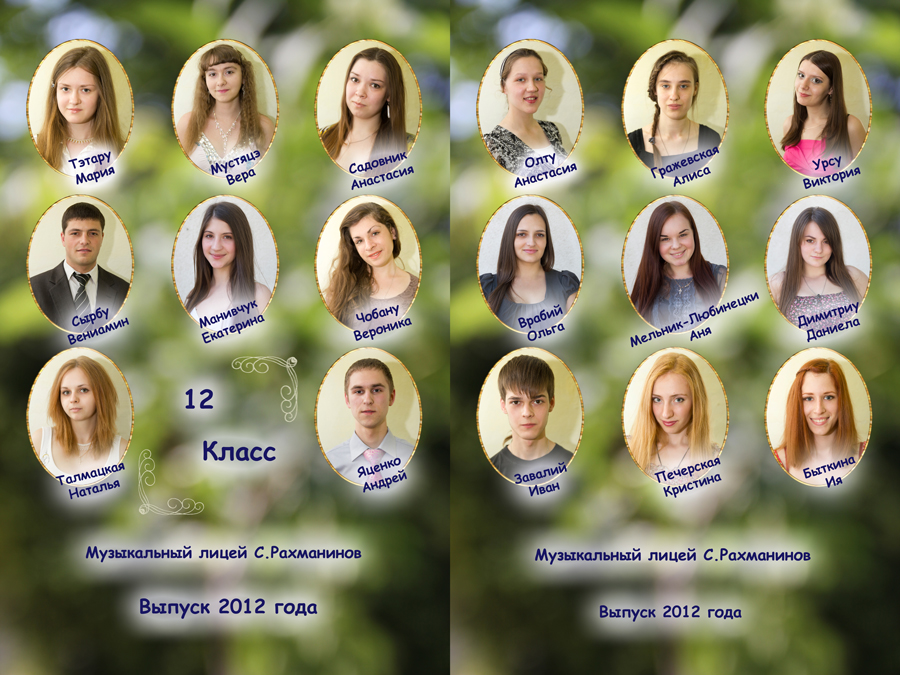 Тэтару
Мария
Мустяцэ
Вера
Садовник
Анастасия
Сырбу
Вениамин
Манивчук
Екатерина
Чобану
Вероника
Талмацкая
Наталья
12
Класс
Яценко
Андрей
Музыкальный лицей С.Рахманинов
Выпуск 2012 года
Олту
Анастасия
Гражевская
Алиса
Урсу
Виктория
Врабий
Ольга
Мельник-Любинецки
Аня
Димитриу
Даниела
Завалий
Иван
Печерская
Кристина
Быткина
Ия
Музыкальный лицей С.Рахманинов
Выпуск 2012 года